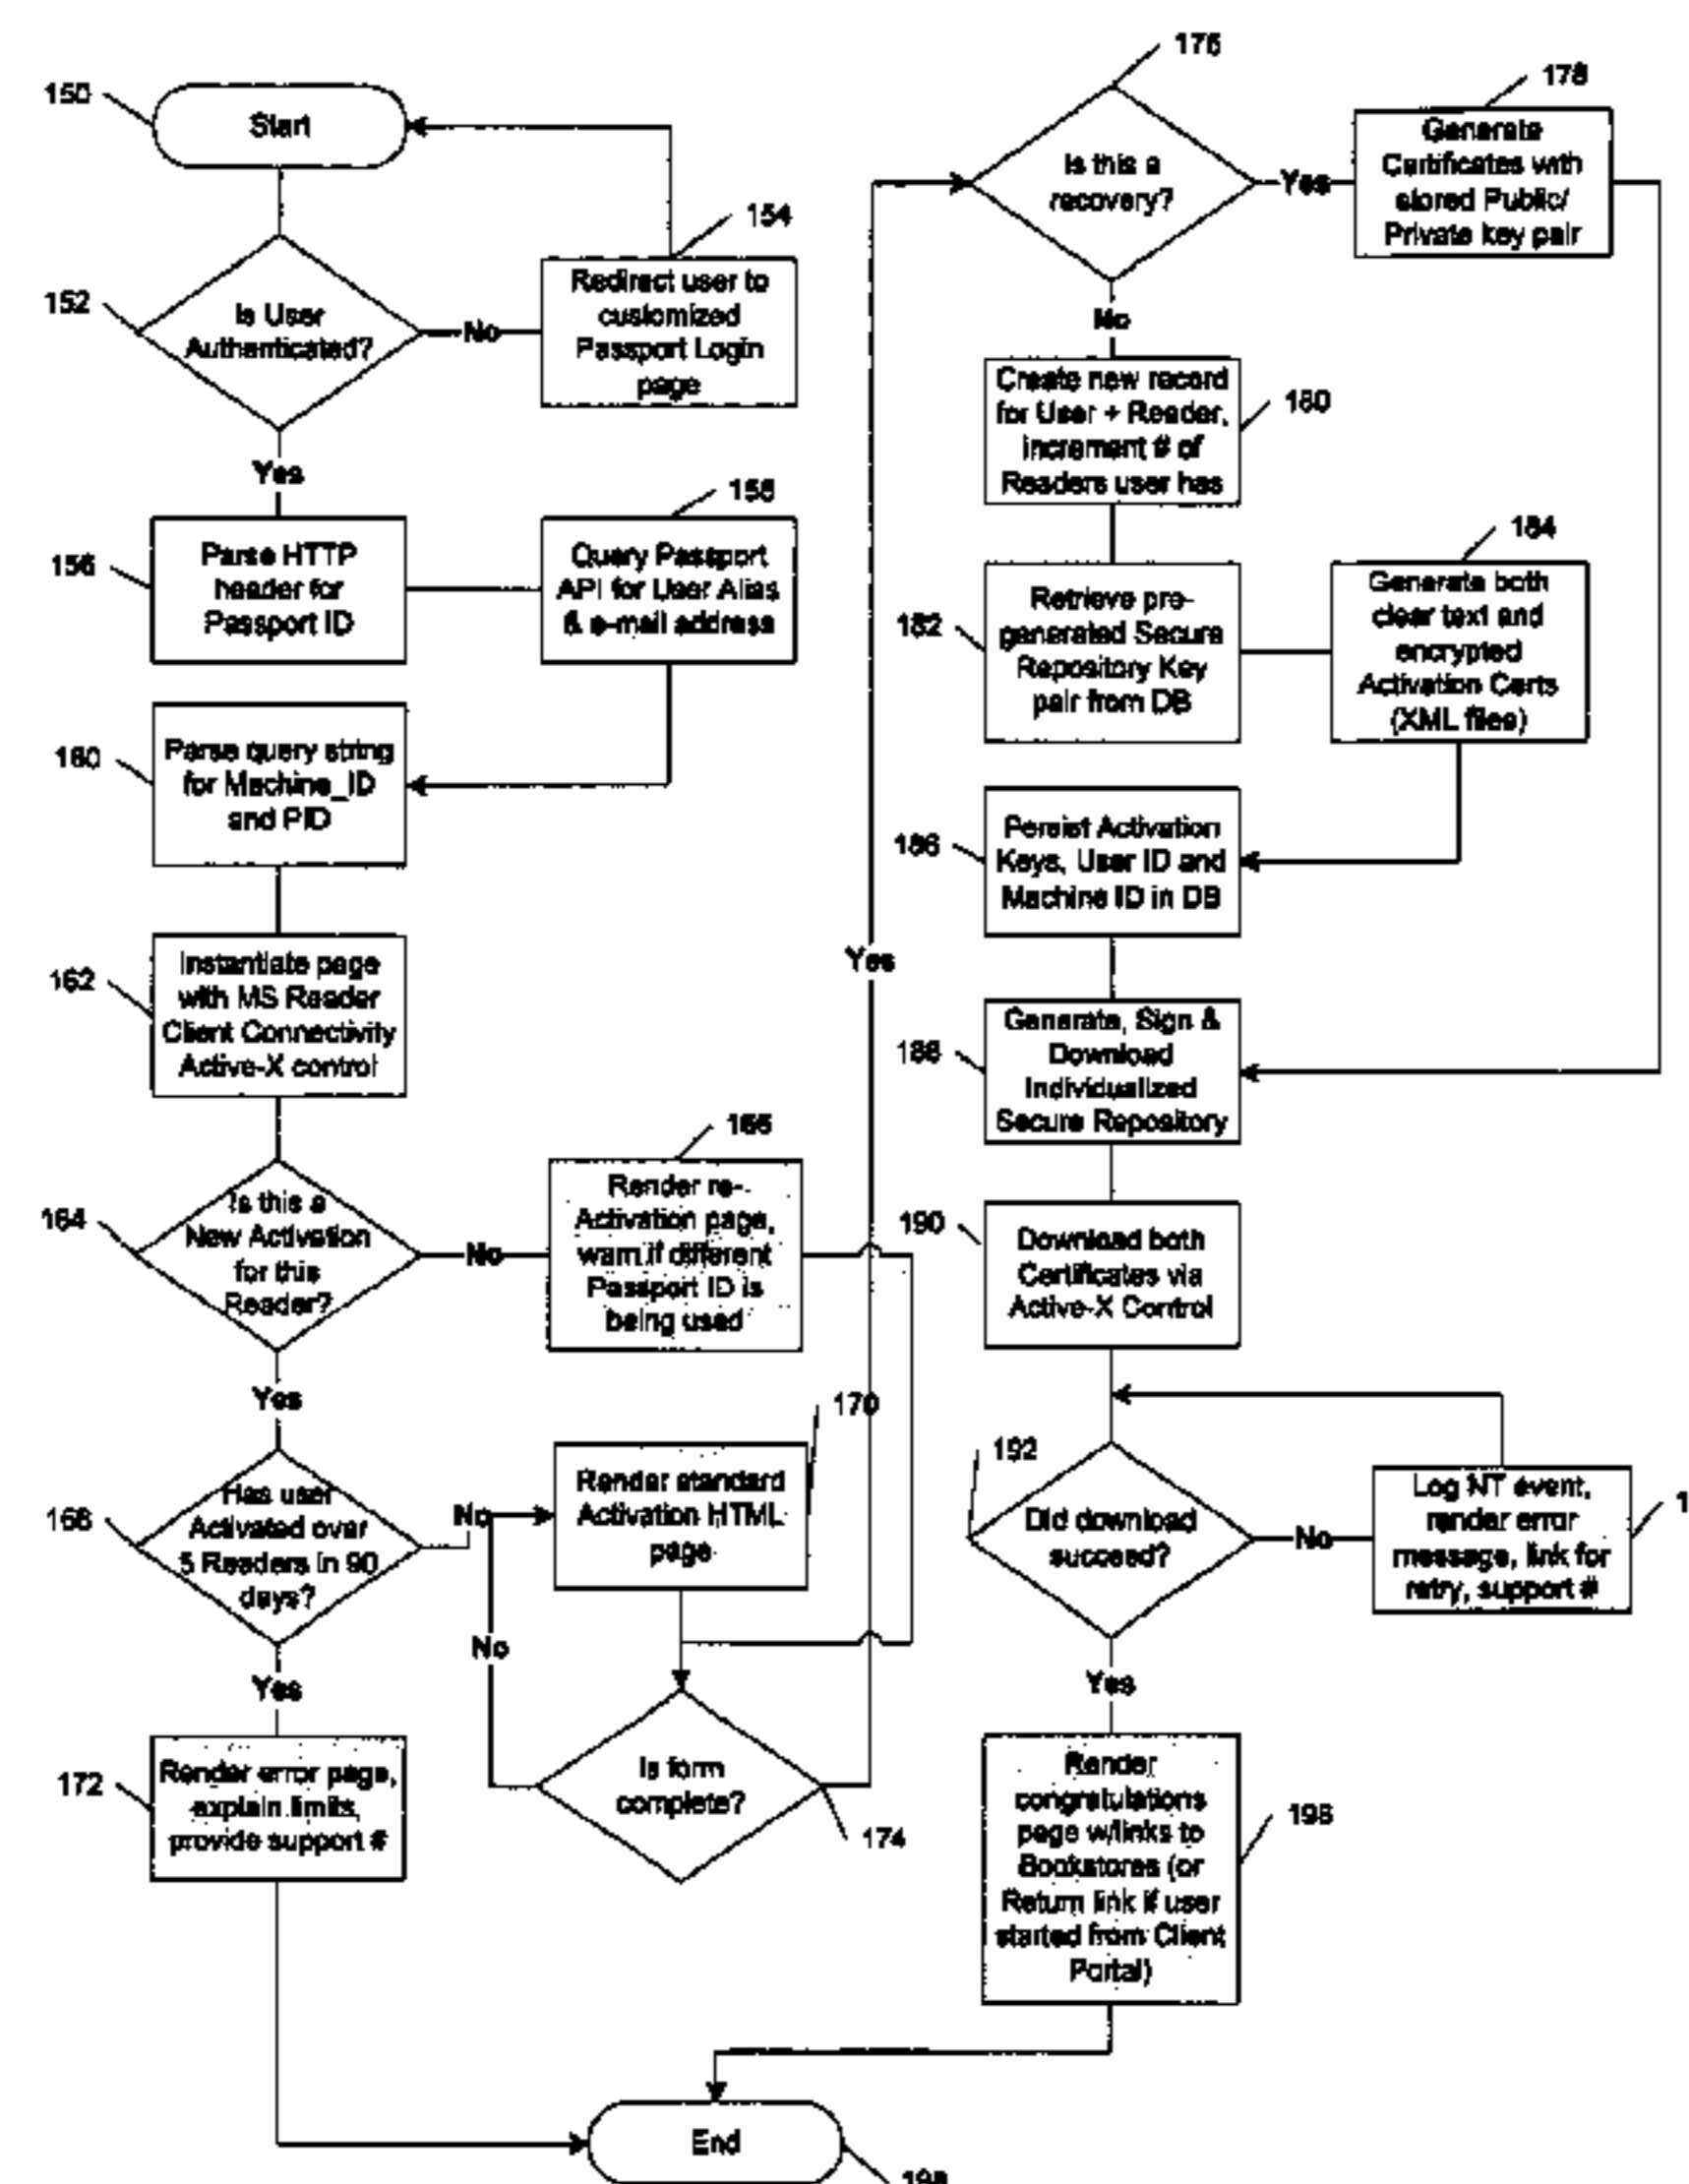 150
Start
152
Is User
Authenticated?
No
154
Redirect user to
customized
Passport Login
page
Yes
156
Parse HTTP
header for
Passport ID
158
Query Passport
API for User Alias
& e-mail address
160
Parse query string
for Machine_ID
and PID
162
Instantiate page
with MS Reader
Client Connectivity
Active-X control
164
Is this a
New Activation
for this
Reader?
No
166
Render re-
Activation page,
warn if different
Passport ID is
being used
Yes
168
Has user
Activated over
5 Readers in 90
days?
No
170
Render standard
Activation HTML
page
No
Yes
172
Render error page,
explain limits,
provide support #
Is form
complete?
174
Yes
176
Is this a
recovery?
Yes
178
Generate
Certificates with
stored Public/
Private key pair
No
180
Create new record
for User + Reader,
increment # of
Readers user has
182
Retrieve pre-
generated Secure
Repository Key
pair from DB
184
Generate both
clear text and
encrypted
Activation Certs
(XML files)
186
Persist Activation
Keys, User ID and
Machine ID in DB
188
Generate, Sign &
Download
Individualized
Secure Repository
190
Download both
Certificates via
Active-X Control
192
Did download
succeed?
No
Log NT event,
render error
message, link for
retry, support #
1
Yes
Render
congratulations
page w/links to
Bookstores (or
Return link if user
started from Client
Portal)
196
End
198